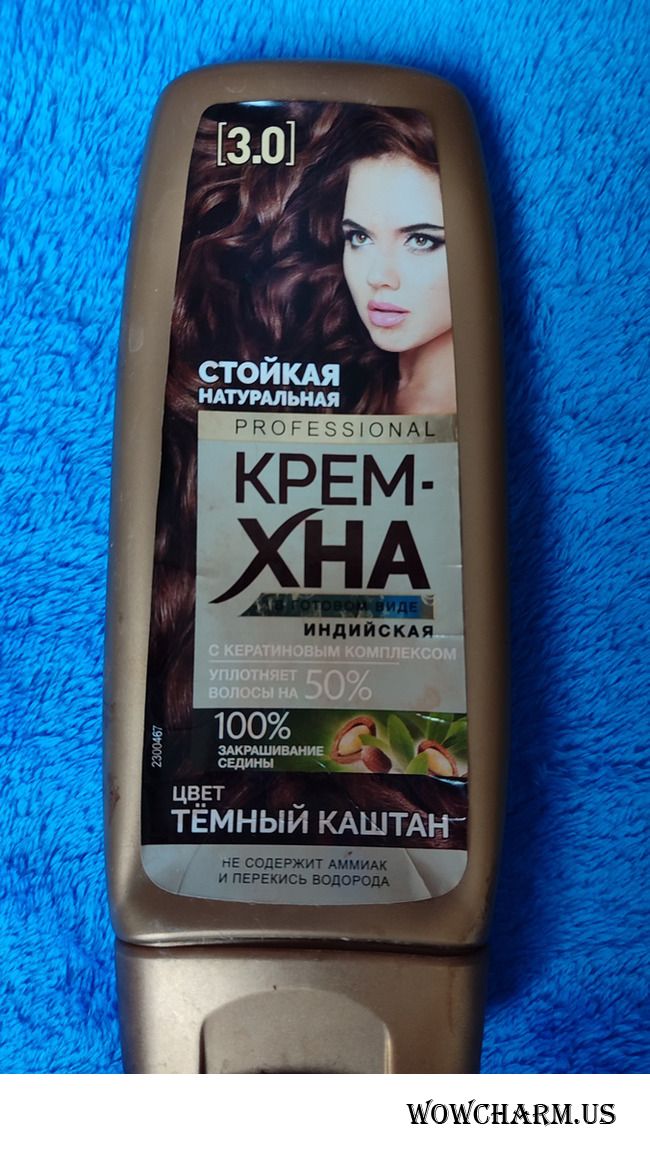 [3.0]
СТОЙКАЯ
НАТУРАЛЬНАЯ
PROFESSIONAL
КРЕМ-
ХНА
В ГОТОВОМ ВИДЕ
ИНДИЙСКАЯ
С КЕРАТИНОВЫМ КОМПЛЕКСОМ
УПЛОТНЯЕТ
ВОЛОСЫ НА 50%
100%
ЗАКРАШИВАНИЕ
СЕДИНЫ
2300467
ЦВЕТ
ТЁМНЫЙ КАШТАН
НЕ СОДЕРЖИТ АММИАК
И ПЕРЕКИСЬ ВОДОРОДА
WOWCHARM.US